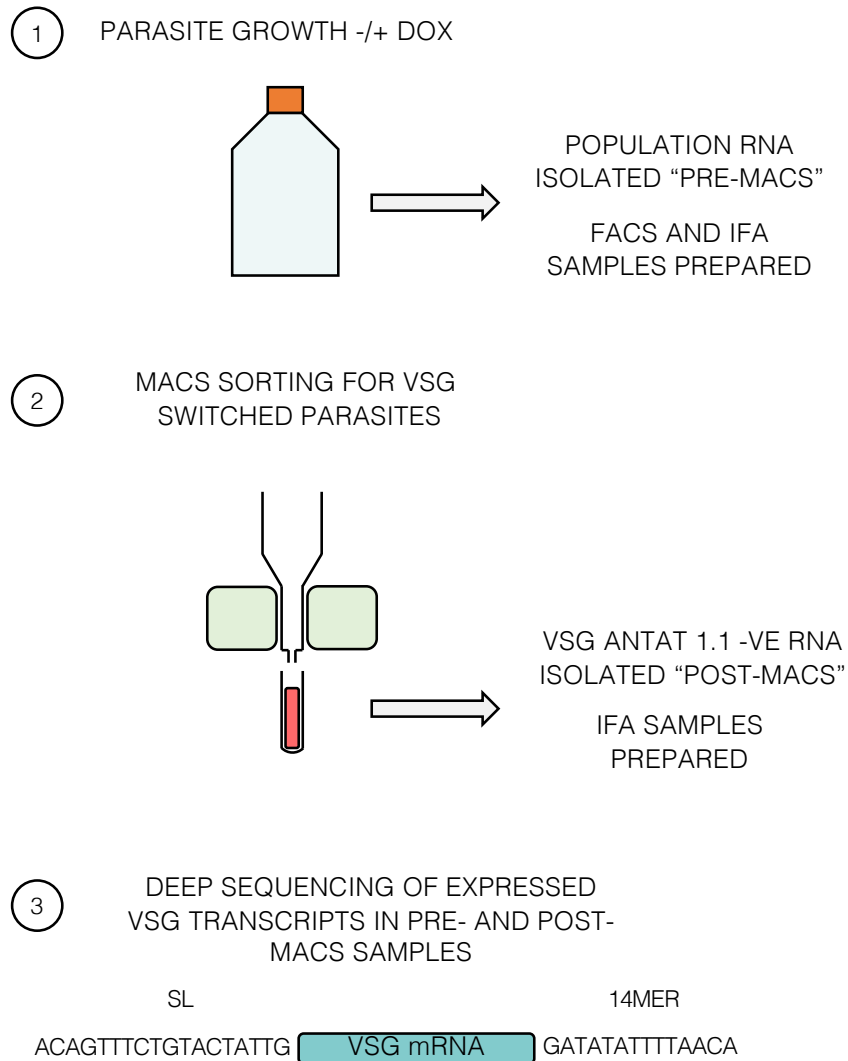 1
PARASITE GROWTH -/+ DOX
POPULATION RNA
ISOLATED “PRE-MACS”
FACS AND IFA
SAMPLES PREPARED
2
MACS SORTING FOR VSG
SWITCHED PARASITES
VSG ANTAT 1.1 -VE RNA
ISOLATED “POST-MACS”
IFA SAMPLES
PREPARED
3
DEEP SEQUENCING OF EXPRESSED
VSG TRANSCRIPTS IN PRE- AND POST-
MACS SAMPLES
SL 14MER
ACAGTTTCTGTACTATTG VSG mRNA GATATATTTTAACA